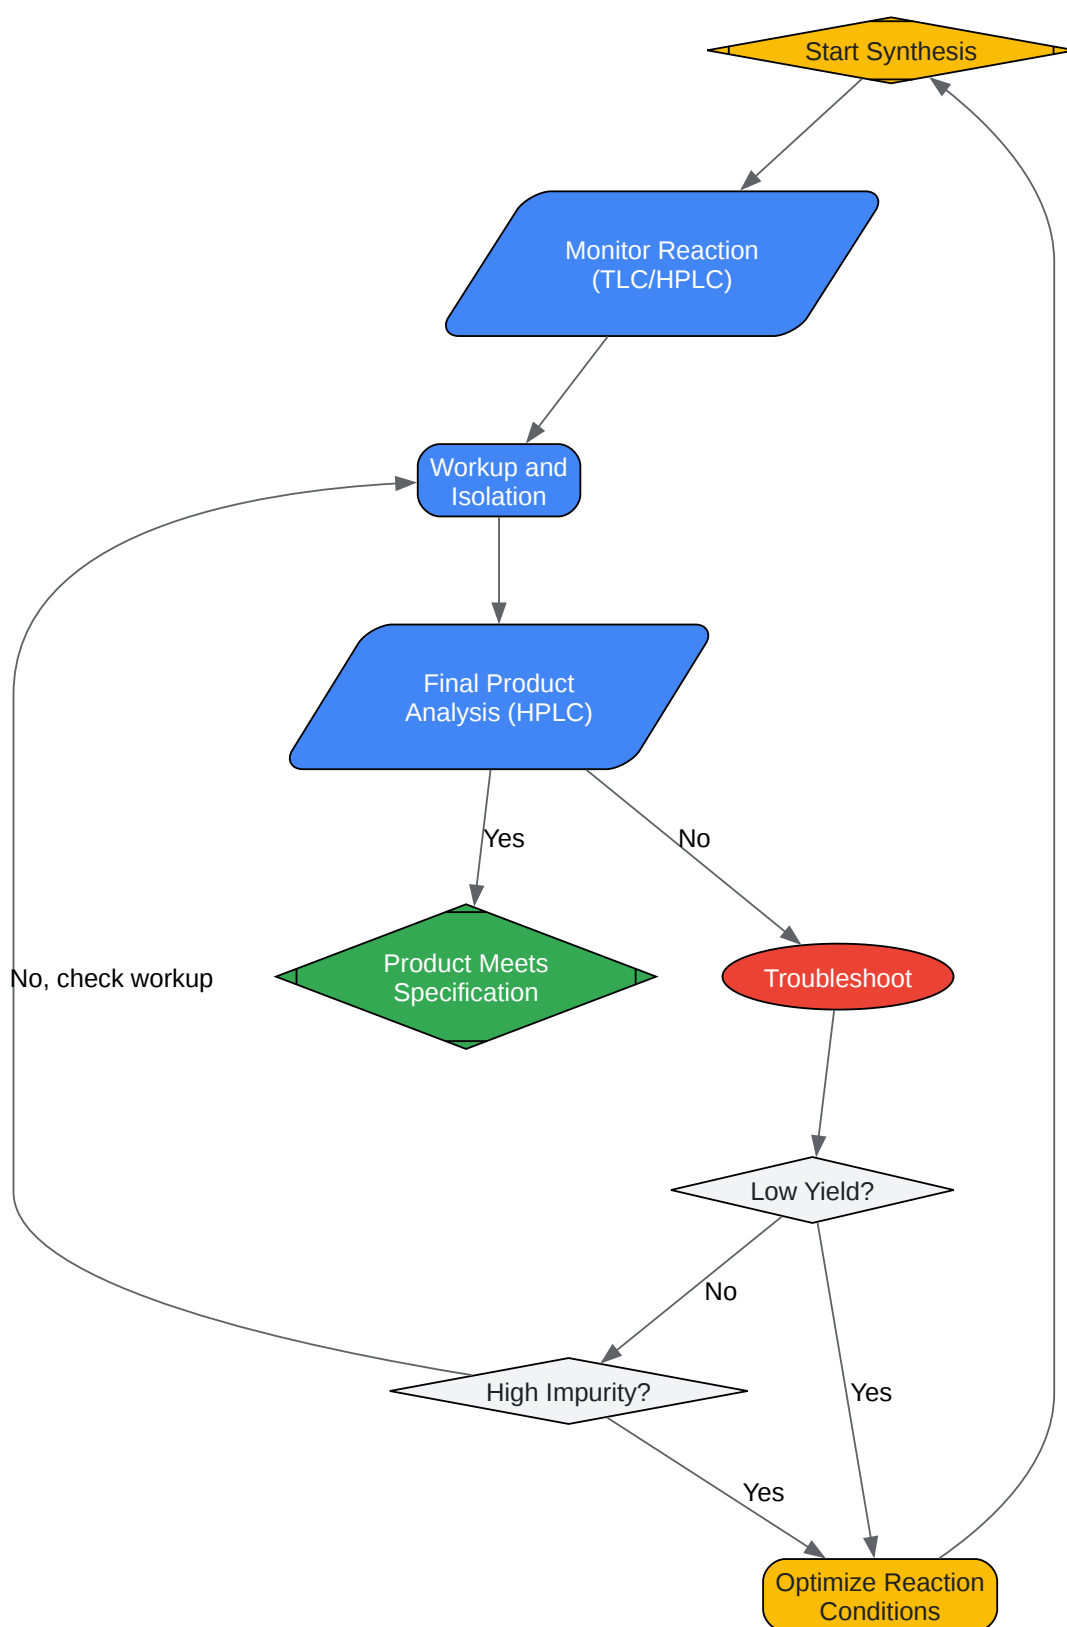 Start Synthesis
Monitor Reaction
(TLC/HPLC)
Workup and
Isolation
Final Product
Analysis (HPLC)
Yes
No
Product Meets
Specification
No, check workup
Troubleshoot
Low Yield?
No
High Impurity?
Yes
Yes
Optimize Reaction
Conditions